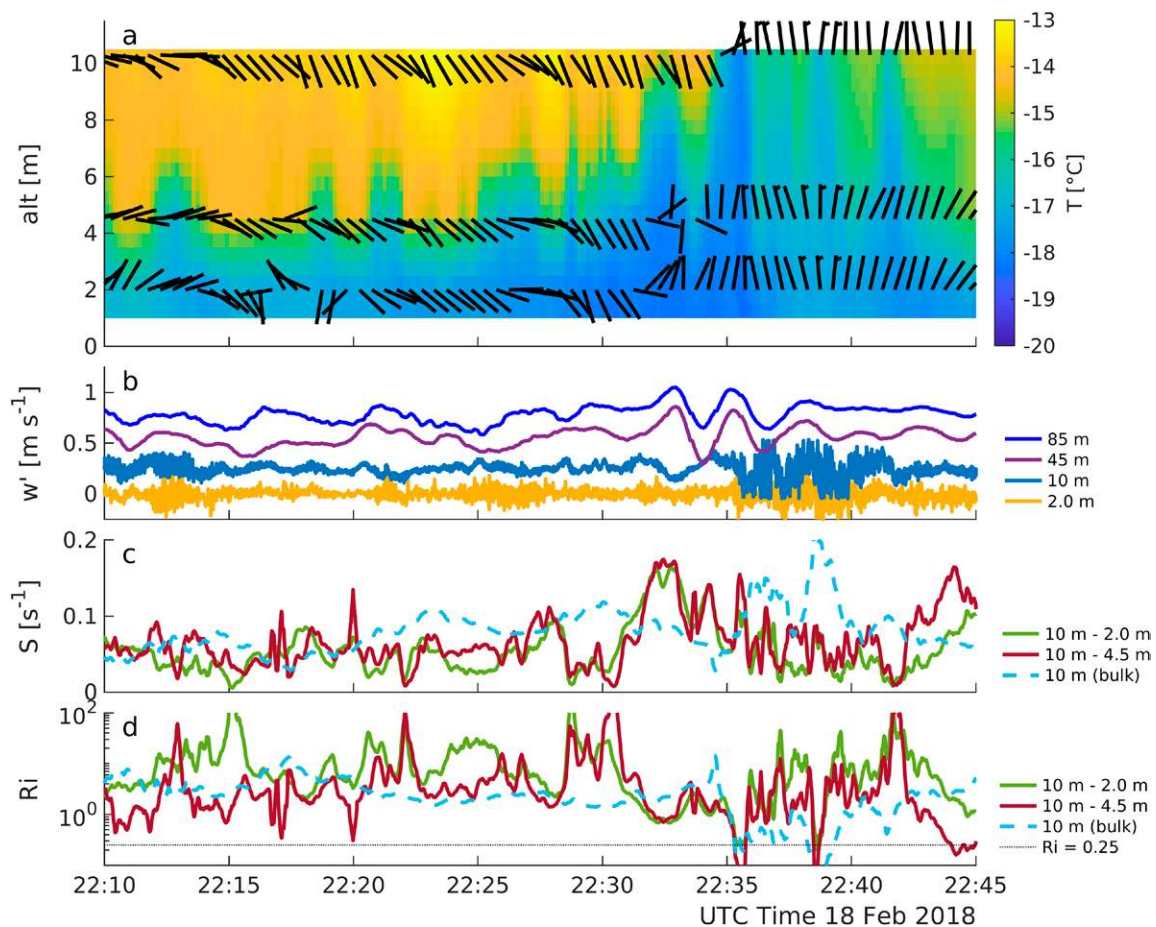 a
alt [m]
10
8
6
4
2
0
-13
-14
-15
-16
-17
-18
-19
-20
T [°C]
b
w' [m s⁻¹]
1
0.5
0
85 m
45 m
10 m
2.0 m
c
S [s⁻¹]
0.2
0.1
0
10 m - 2.0 m
10 m - 4.5 m
10 m (bulk)
d
Ri
10²
10⁰
10 m - 2.0 m
10 m - 4.5 m
10 m (bulk)
Ri = 0.25
22:10 22:15 22:20 22:25 22:30 22:35 22:40 22:45
UTC Time 18 Feb 2018